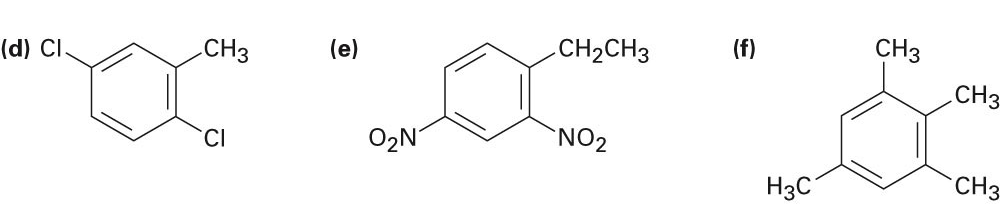 (d) Cl CH3 Cl
(e) CH2CH3 O2N NO2
(f) CH3 CH3 H3C CH3